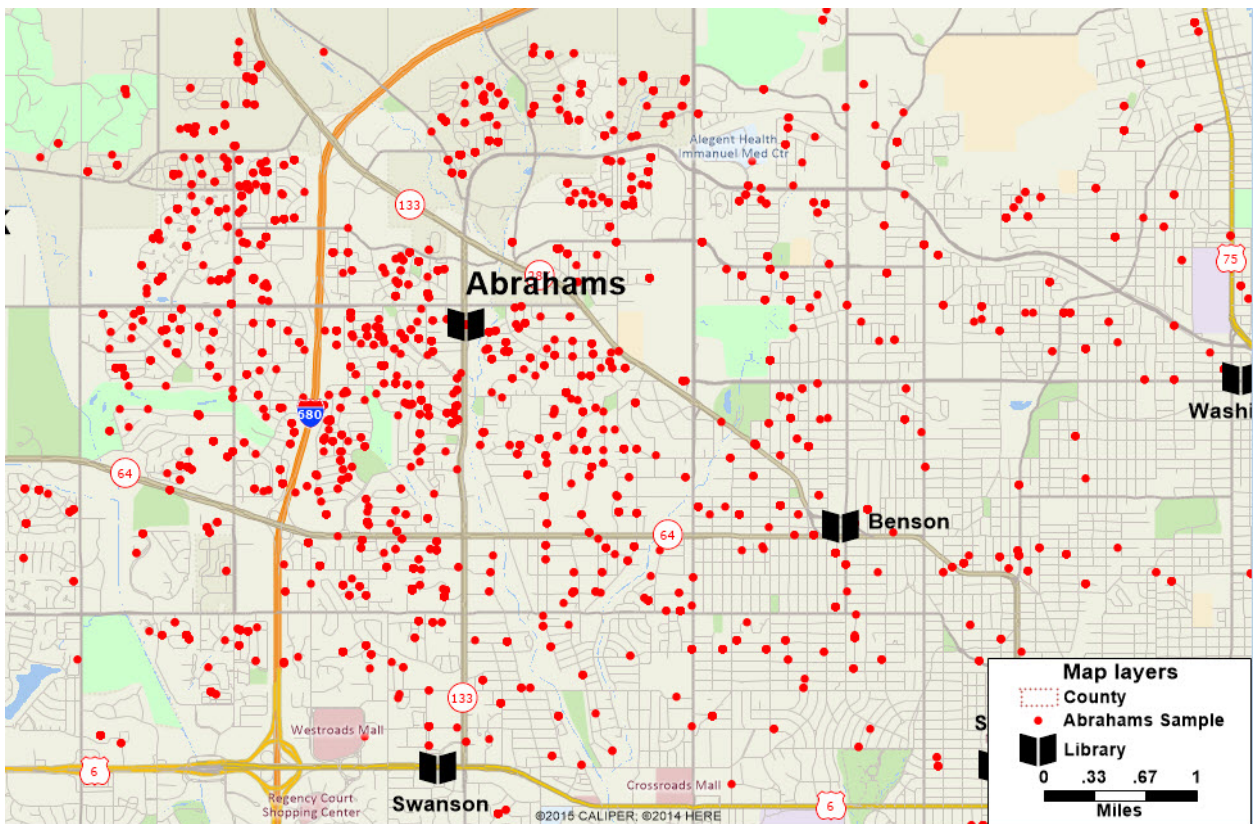 Alegent Health
Immanuel Med Ctr
133
75
Abrahams
680
Washi
64
Benson
64
133
Westroads Mall
6
Swanson
Regency Court
Shopping Center
Crossroads Mall
6
©2015 CALIPER; ©2014 HERE
Map layers
County
Abrahams Sample
Library
0 .33 .67 1
Miles
S